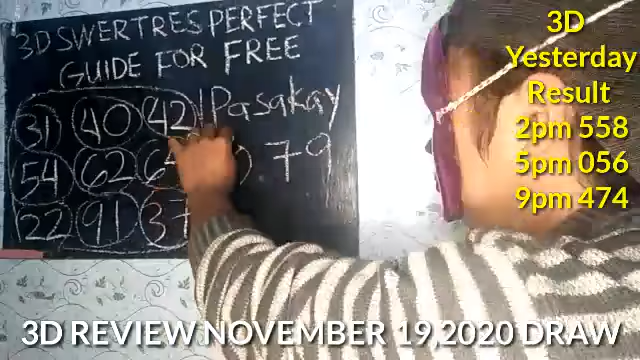 3D SWERTRES PERFECT
GUIDE FOR FREE
31 40 42 Pasakay
54 62 79
22 91 37
3D
Yesterday
Result
2pm 558
5pm 056
9pm 474
3D REVIEW NOVEMBER 19,2020 DRAW